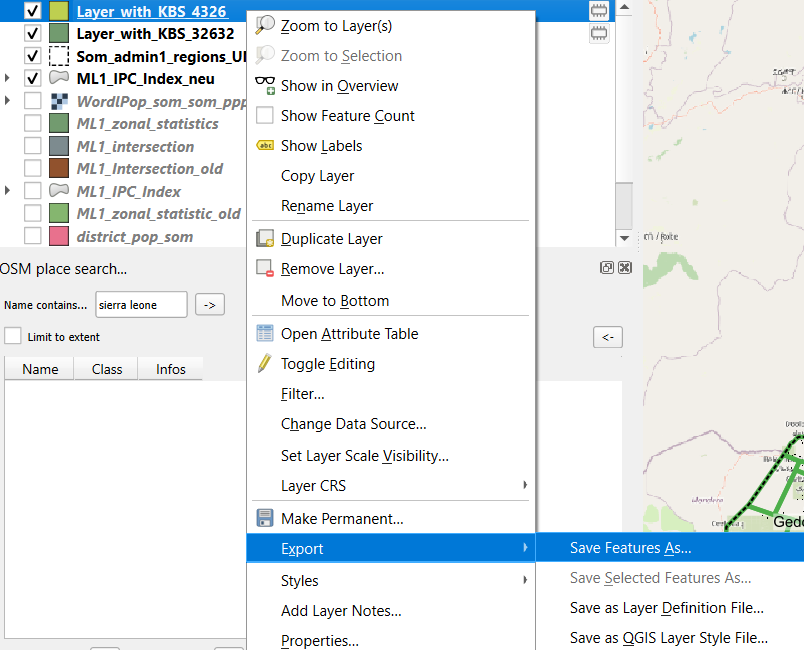 Layer_with_KBS_4326
Layer_with_KBS_32632
Som_admin1_regions_U
ML1_IPC_Index_neu
WordlPop_som_som_ppp
ML1_zonal_statistics
ML1_intersection
ML1_Intersection_old
ML1_IPC_Index
ML1_zonal_statistic_old
district_pop_som
OSM place search...
Name contains...
sierra leone
->
Limit to extent
<-
Name
Class
Infos
Zoom to Layer(s)
Zoom to Selection
Show in Overview
Show Feature Count
abc
Show Labels
Copy Layer
Rename Layer
Duplicate Layer
Remove Layer...
Move to Bottom
Open Attribute Table
Toggle Editing
Filter...
Change Data Source...
Set Layer Scale Visibility...
Layer CRS
Make Permanent...
Export
Styles
Add Layer Notes...
Properties...
Save Features As...
Save Selected Features As...
Save as Layer Definition File...
Save as QGIS Layer Style File...
Gedo